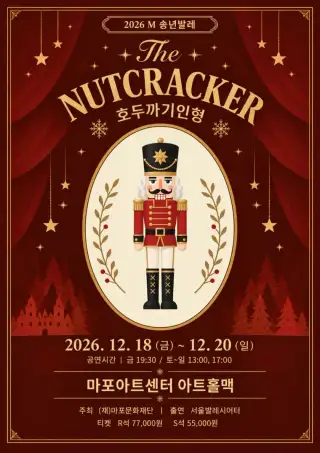 2026 M 송년발레
The
NUTCRACKER
호두까기인형
2026. 12. 18 (금) ~ 12. 20 (일)
공연시간 | 금 19:30 / 토-일 13:00, 17:00
마포아트센터 아트홀맥
주최 (재)마포문화재단 | 출연 서울발레시어터
티켓 R석 77,000원 S석 55,000원